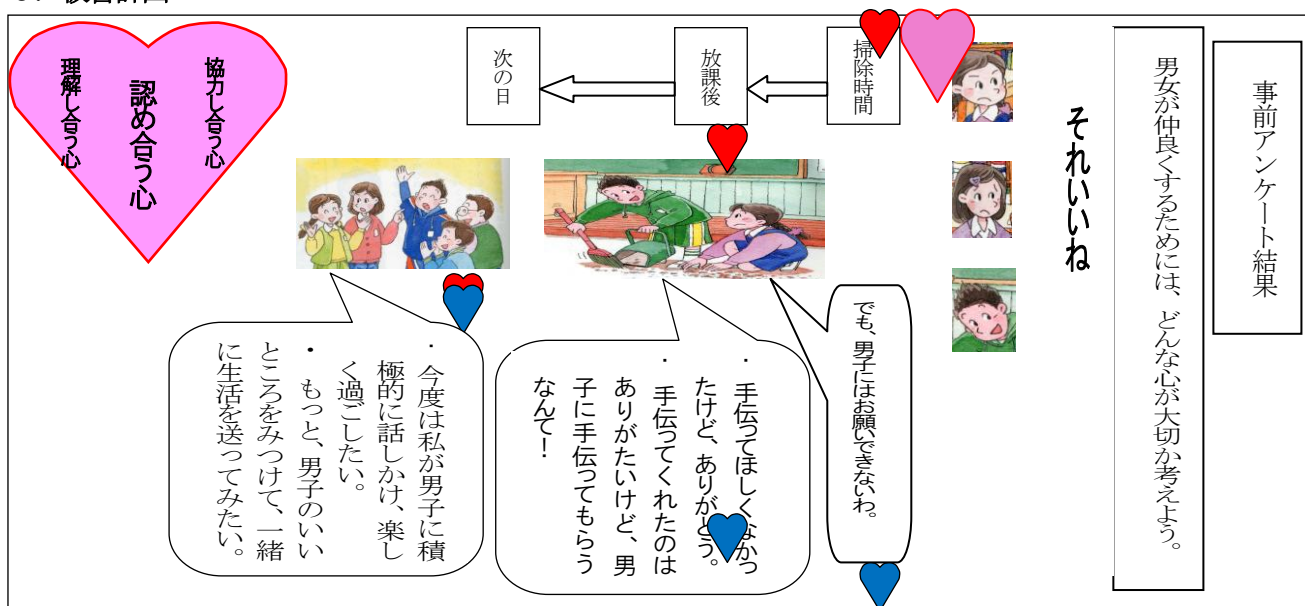 事前アンケート結果
男女が仲良くするためには、どんな心が大切か考えよう。
それいいね
掃除時間
放課後
次の日
でも、男子にはお願いできないわ。
・ 手伝ってほしくなかっ
たけど、ありがとう。
・ 手伝ってくれたのは
ありがたいけど、男
子に手伝ってもらう
なんて！
・ 今度は私が男子に積
極的に話しかけ、楽し
く過ごしたい。
・ もっと、男子のいい
ところをみつけて、一緒
に生活を送ってみたい。
協力し合う心
認め合う心
理解し合う心